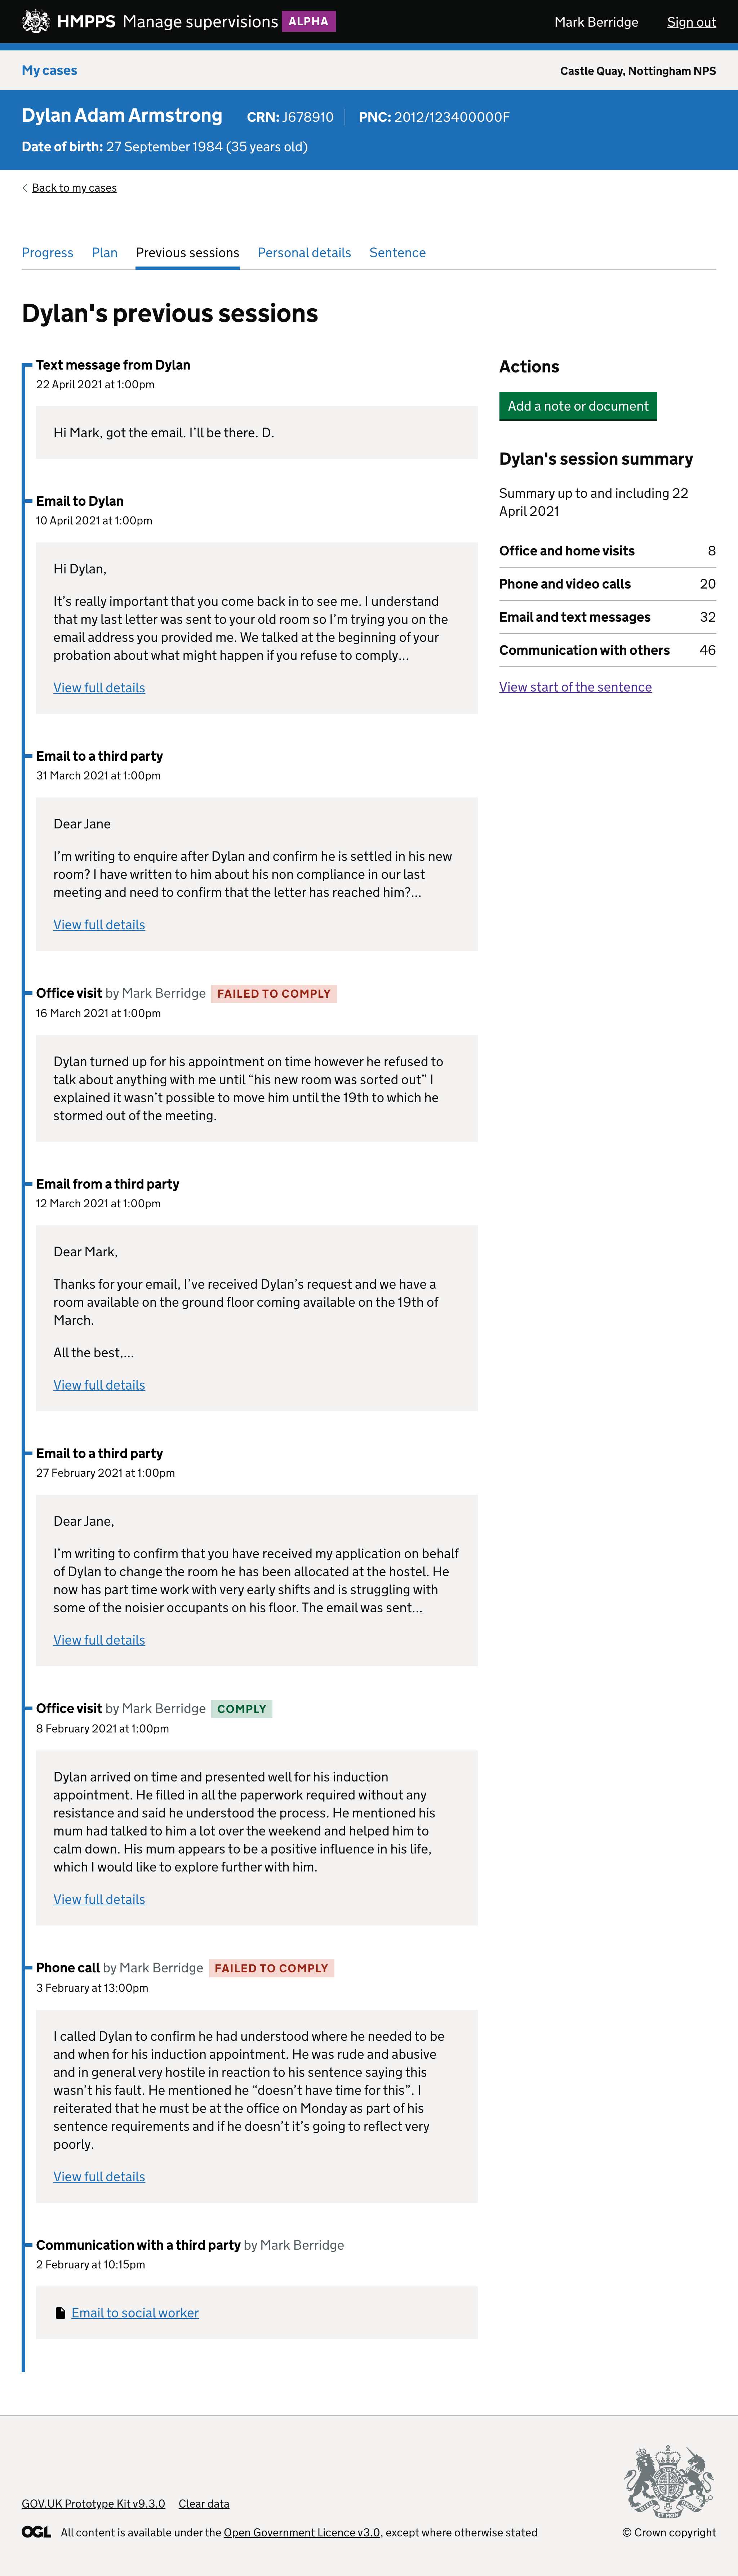 HMPPS Manage supervisions ALPHA
Mark Berridge Sign out
My cases
Castle Quay, Nottingham NPS
Dylan Adam Armstrong CRN: J678910 PNC: 2012/123400000F
Date of birth: 27 September 1984 (35 years old)
Back to my cases
Progress Plan Previous sessions Personal details Sentence
Dylan's previous sessions
Text message from Dylan
22 April 2021 at 1:00pm
Hi Mark, got the email. I’ll be there. D.
Email to Dylan
10 April 2021 at 1:00pm
Hi Dylan,
It’s really important that you come back in to see me. I understand
that my last letter was sent to your old room so I’m trying you on the
email address you provided me. We talked at the beginning of your
probation about what might happen if you refuse to comply...
View full details
Email to a third party
31 March 2021 at 1:00pm
Dear Jane
I’m writing to enquire after Dylan and confirm he is settled in his new
room? I have written to him about his non compliance in our last
meeting and need to confirm that the letter has reached him?...
View full details
Office visit by Mark Berridge FAILED TO COMPLY
16 March 2021 at 1:00pm
Dylan turned up for his appointment on time however he refused to
talk about anything with me until “his new room was sorted out” I
explained it wasn’t possible to move him until the 19th to which he
stormed out of the meeting.
Email from a third party
12 March 2021 at 1:00pm
Dear Mark,
Thanks for your email, I’ve received Dylan’s request and we have a
room available on the ground floor coming available on the 19th of
March.
All the best,...
View full details
Email to a third party
27 February 2021 at 1:00pm
Dear Jane,
I’m writing to confirm that you have received my application on behalf
of Dylan to change the room he has been allocated at the hostel. He
now has part time work with very early shifts and is struggling with
some of the noisier occupants on his floor. The email was sent...
View full details
Office visit by Mark Berridge COMPLY
8 February 2021 at 1:00pm
Dylan arrived on time and presented well for his induction
appointment. He filled in all the paperwork required without any
resistance and said he understood the process. He mentioned his
mum had talked to him a lot over the weekend and helped him to
calm down. His mum appears to be a positive influence in his life,
which I would like to explore further with him.
View full details
Phone call by Mark Berridge FAILED TO COMPLY
3 February at 13:00pm
I called Dylan to confirm he had understood where he needed to be
and when for his induction appointment. He was rude and abusive
and in general very hostile in reaction to his sentence saying this
wasn’t his fault. He mentioned he “doesn’t have time for this”. I
reiterated that he must be at the office on Monday as part of his
sentence requirements and if he doesn’t it’s going to reflect very
poorly.
View full details
Communication with a third party by Mark Berridge
2 February at 10:15pm
Email to social worker
Actions
Add a note or document
Dylan's session summary
Summary up to and including 22
April 2021
Office and home visits 8
Phone and video calls 20
Email and text messages 32
Communication with others 46
View start of the sentence
GOV.UK Prototype Kit v9.3.0 Clear data
OGL All content is available under the Open Government Licence v3.0, except where otherwise stated
© Crown copyright